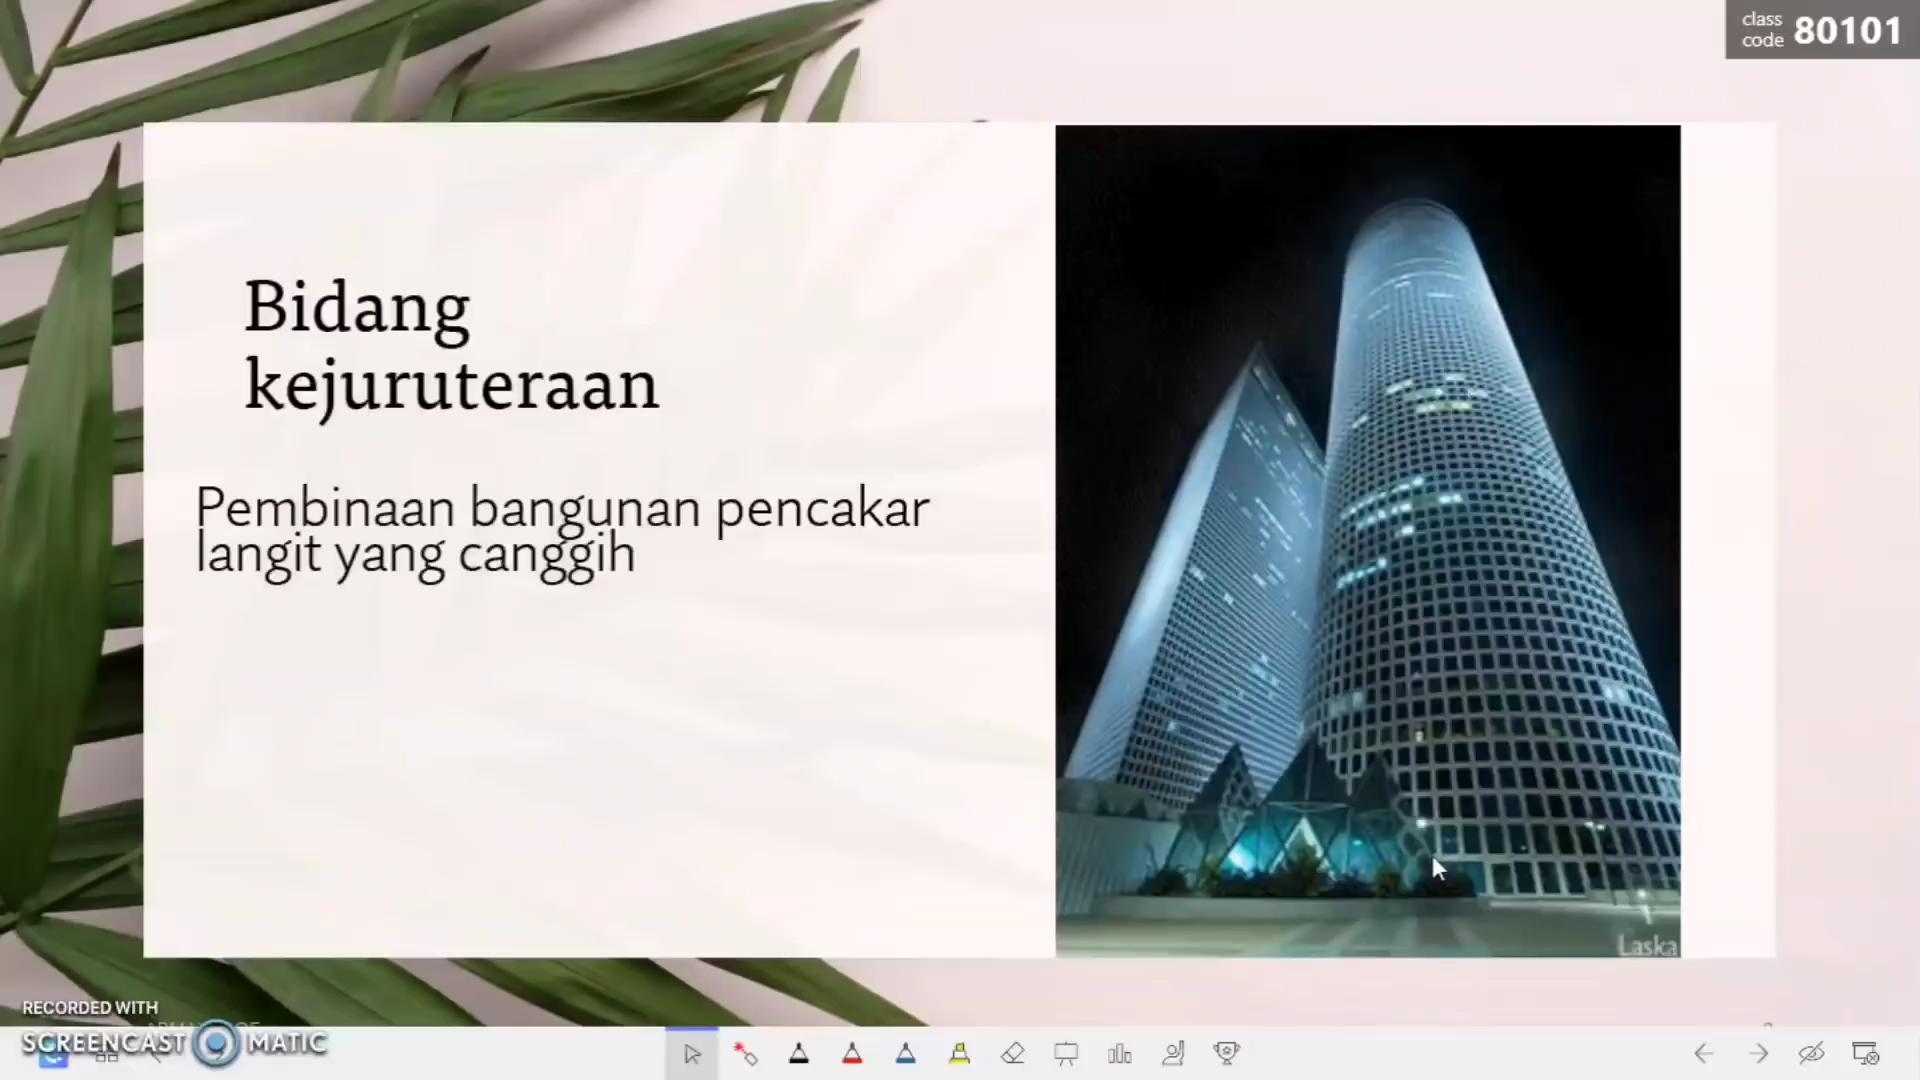 class
code 80101
Bidang
kejuruteraan
Pembinaan bangunan pencakar
langit yang canggih
Laska
RECORDED WITH
SCREENCAST MATIC